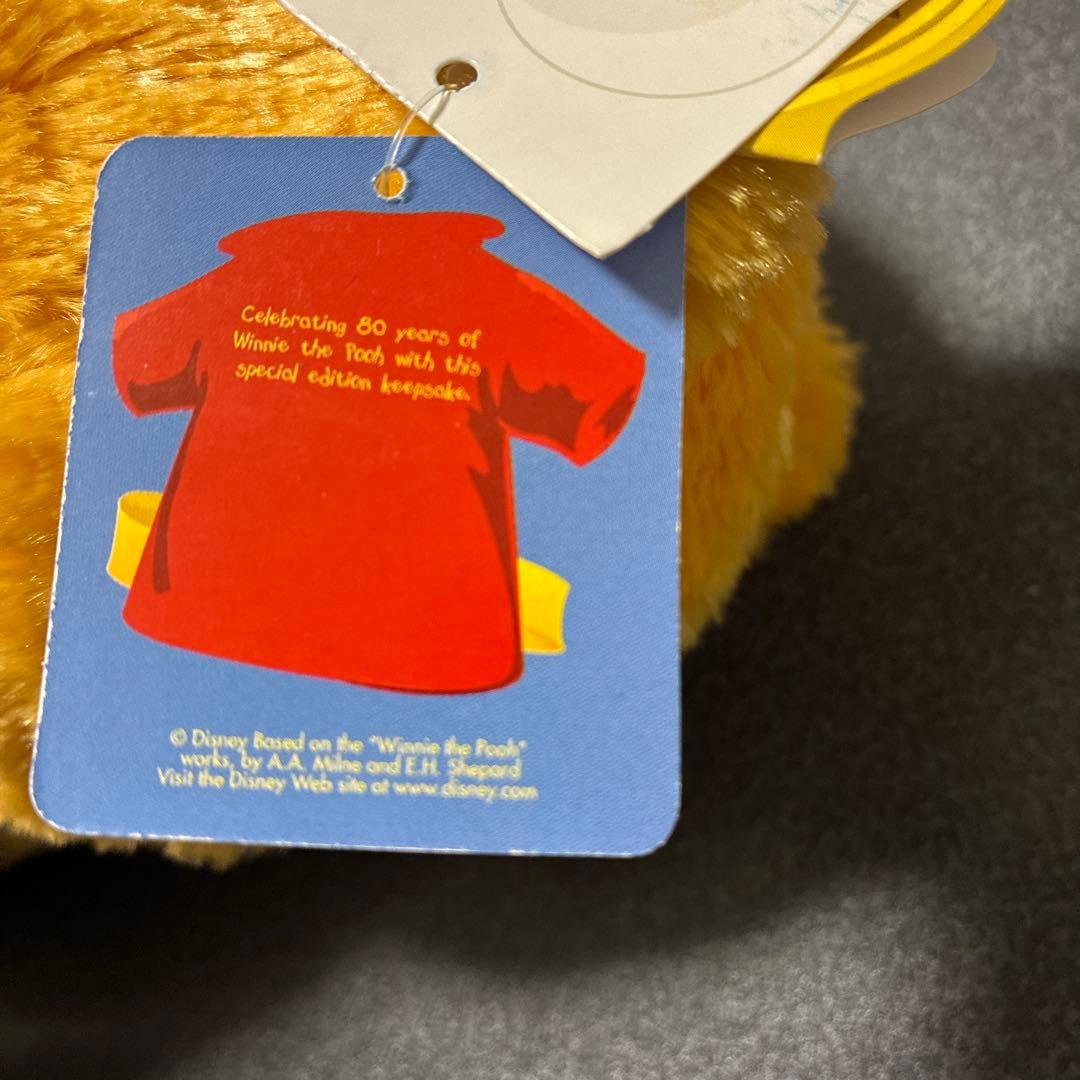 Celebrating 80 years of
Winnie the Pooh with this
special edition keepsake.
© Disney Based on the "Winnie the Pooh"
works, by A.A. Milne and E.H. Shepard
Visit the Disney Web site at www.disney.com